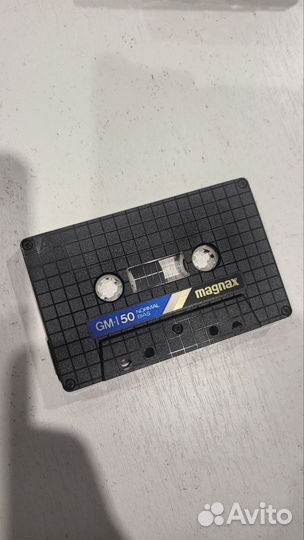 A
GM-I 50 NORMAL
BIAS
magnax
Avito